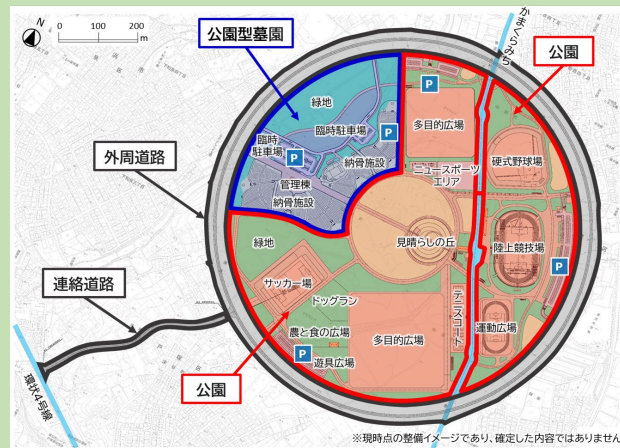 N
0 100 200
m
公園型墓園
かまくらみち
公園
P
緑地
多目的広場
臨時駐車場
P
臨時
駐車場
P
硬式野球場
外周道路
納骨施設
ニュースポーツ
エリア
管理棟
納骨施設
緑地
見晴らしの丘
陸上競技場
P
連絡道路
サッカー場
ドッグラン
テニスコート
農と食の広場
多目的広場
運動広場
P
遊具広場
環状4号線
公園
※現時点の整備イメージであり、確定した内容ではありません